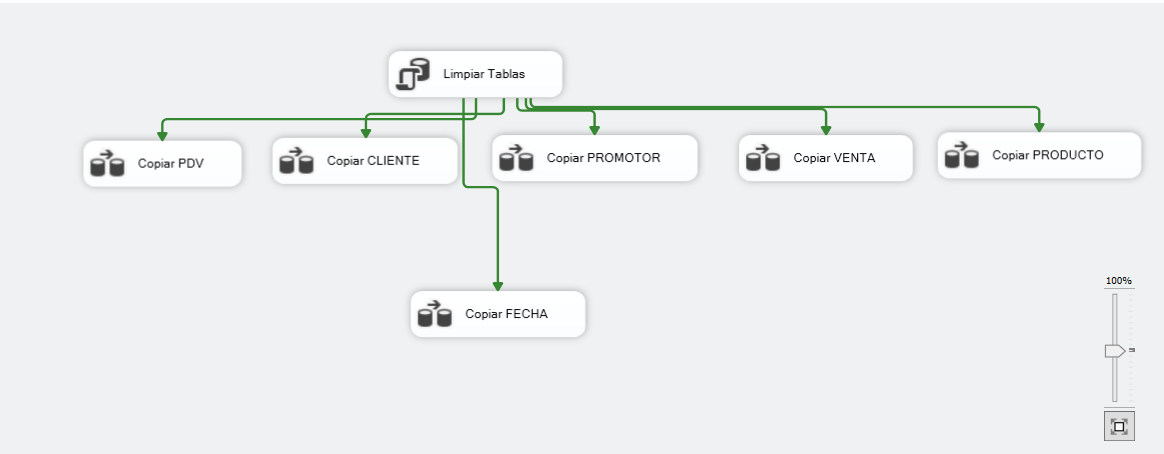 Limpiar Tablas
Copiar PDV
Copiar CLIENTE
Copiar PROMOTOR
Copiar VENTA
Copiar PRODUCTO
100%
Copiar FECHA